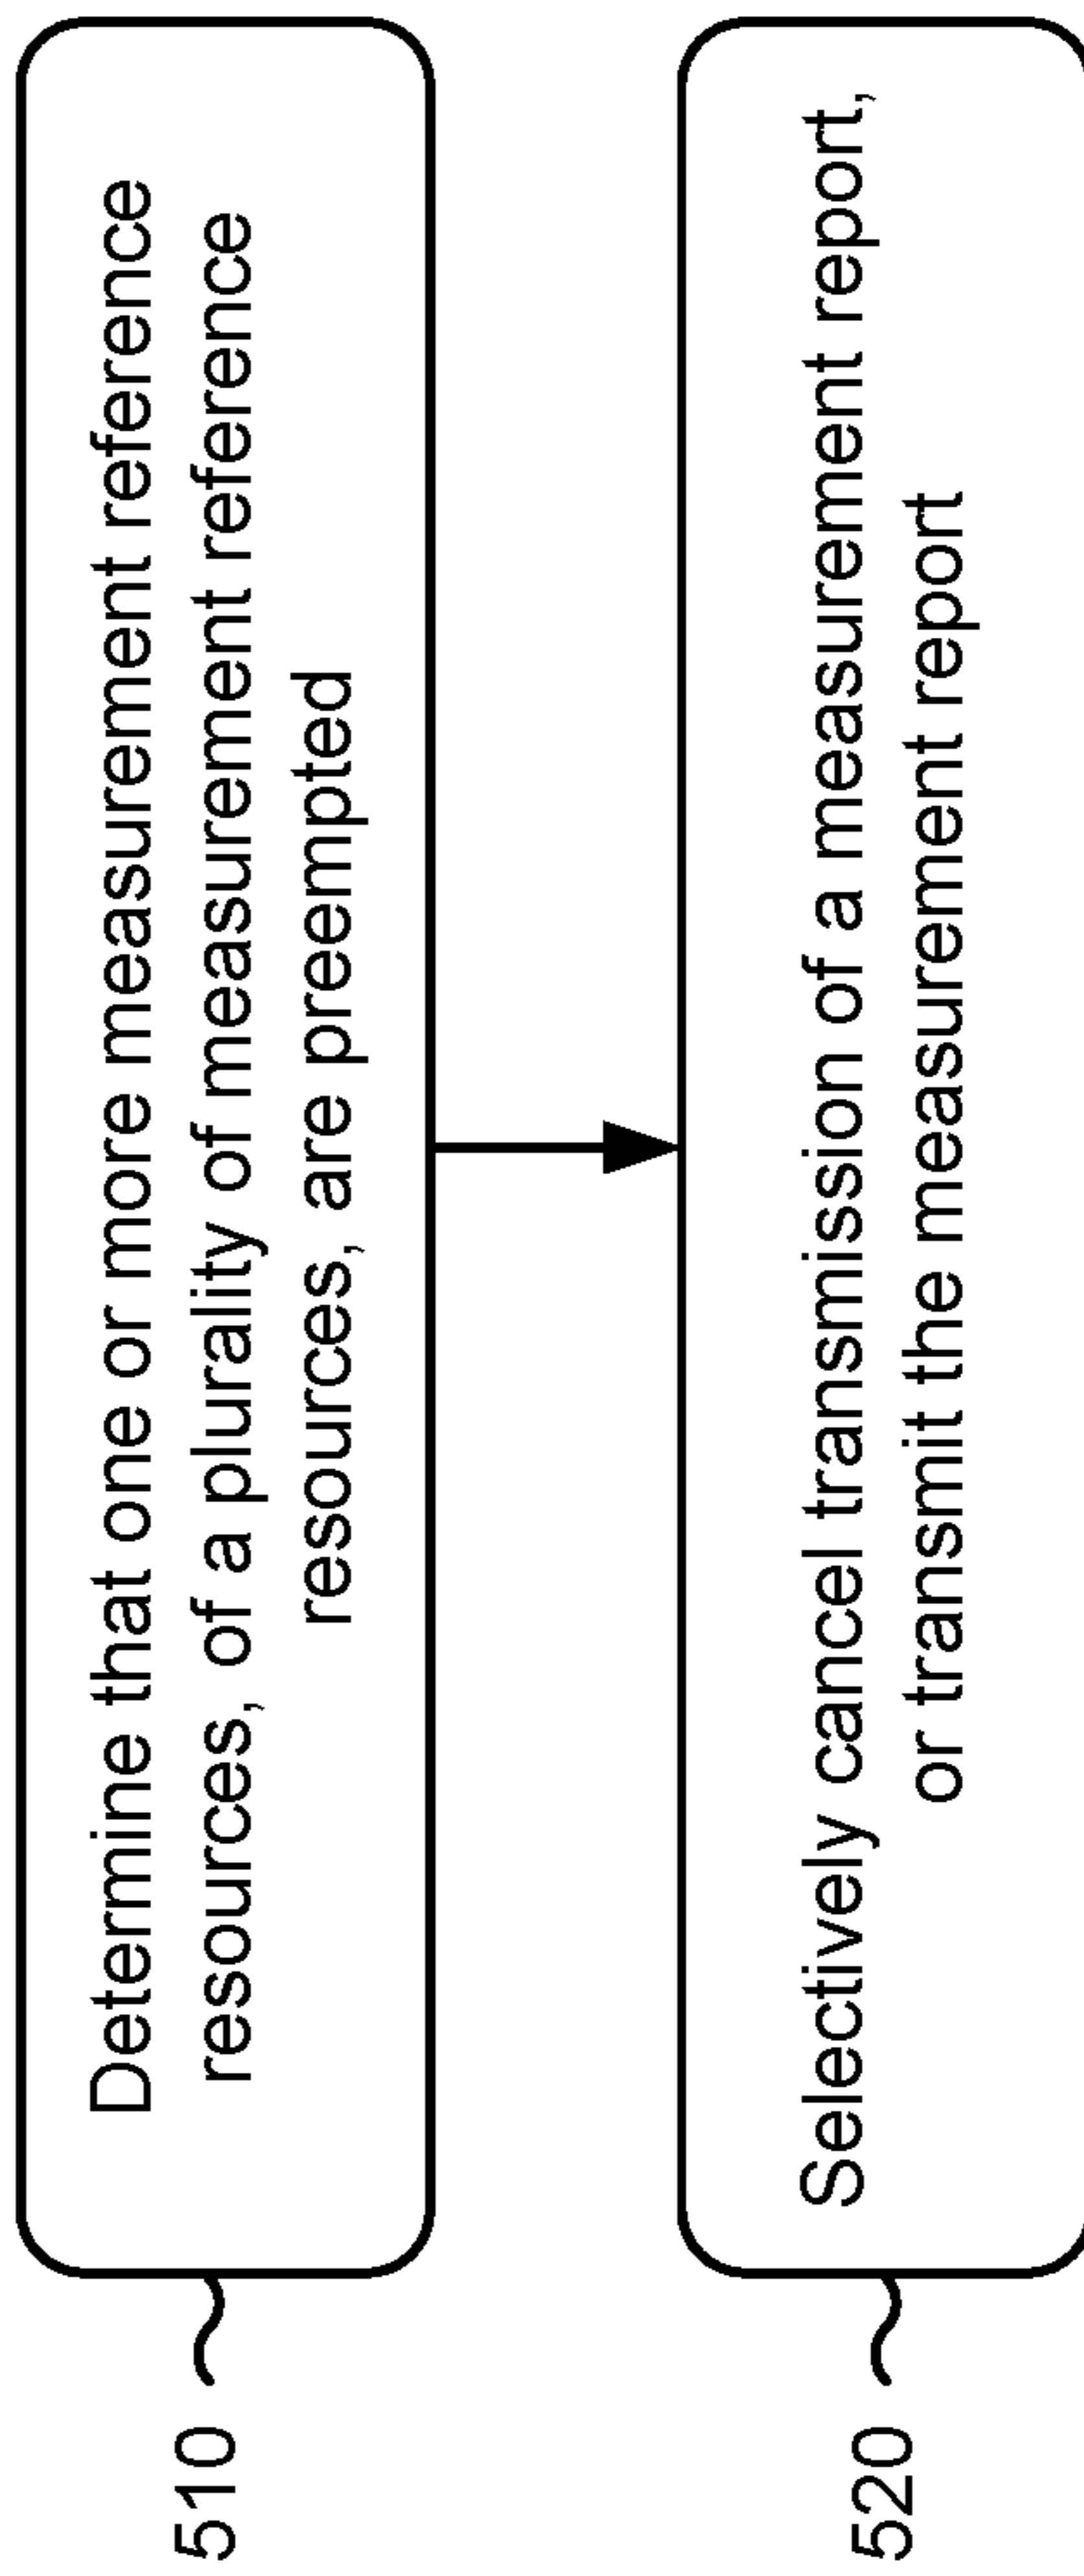 510
Determine that one or more measurement reference
resources, of a plurality of measurement reference
resources, are preempted
520
Selectively cancel transmission of a measurement report,
or transmit the measurement report